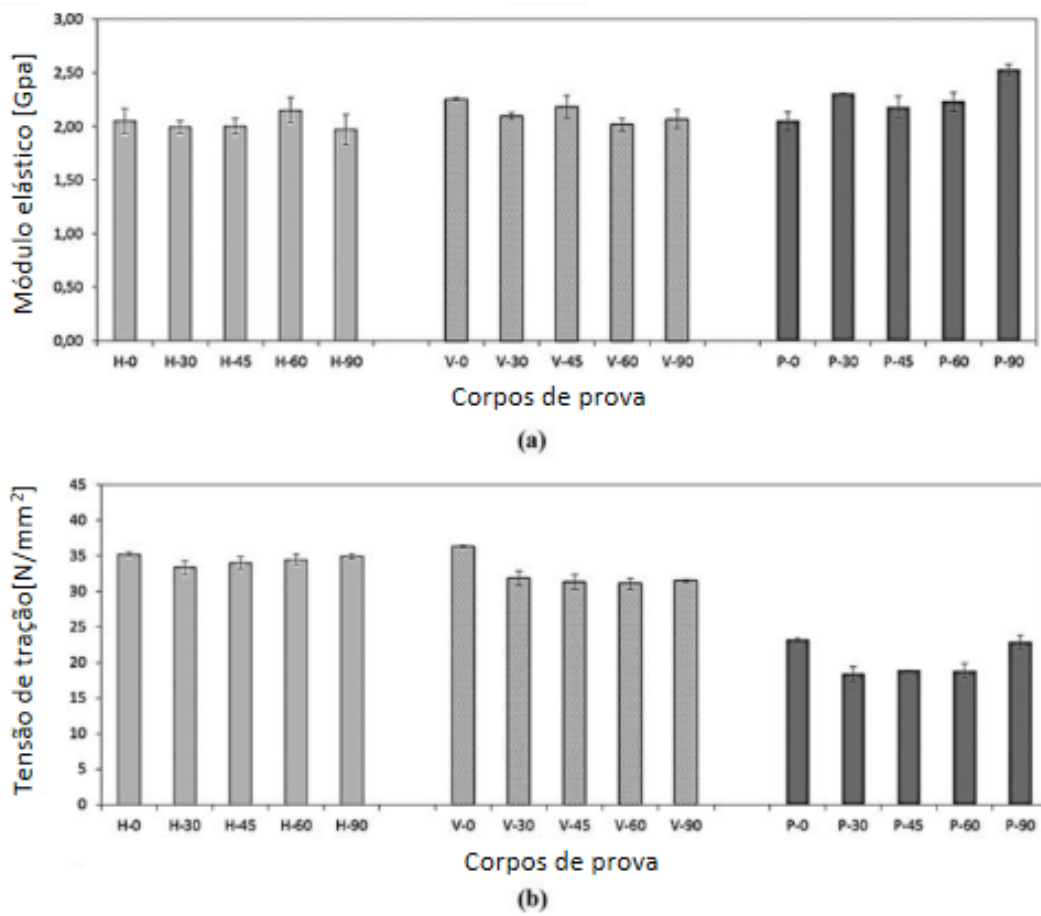 Módulo elástico [Gpa]
3,00
2,50
2,00
1,50
1,00
0,50
0,00
H-0 H-30 H-45 H-60 H-90 V-0 V-30 V-45 V-60 V-90 P-0 P-30 P-45 P-60 P-90
Corpos de prova
(a)
Tensão de tração[N/mm²]
45
40
35
30
25
20
15
10
5
0
H-0 H-30 H-45 H-60 H-90 V-0 V-30 V-45 V-60 V-90 P-0 P-30 P-45 P-60 P-90
Corpos de prova
(b)